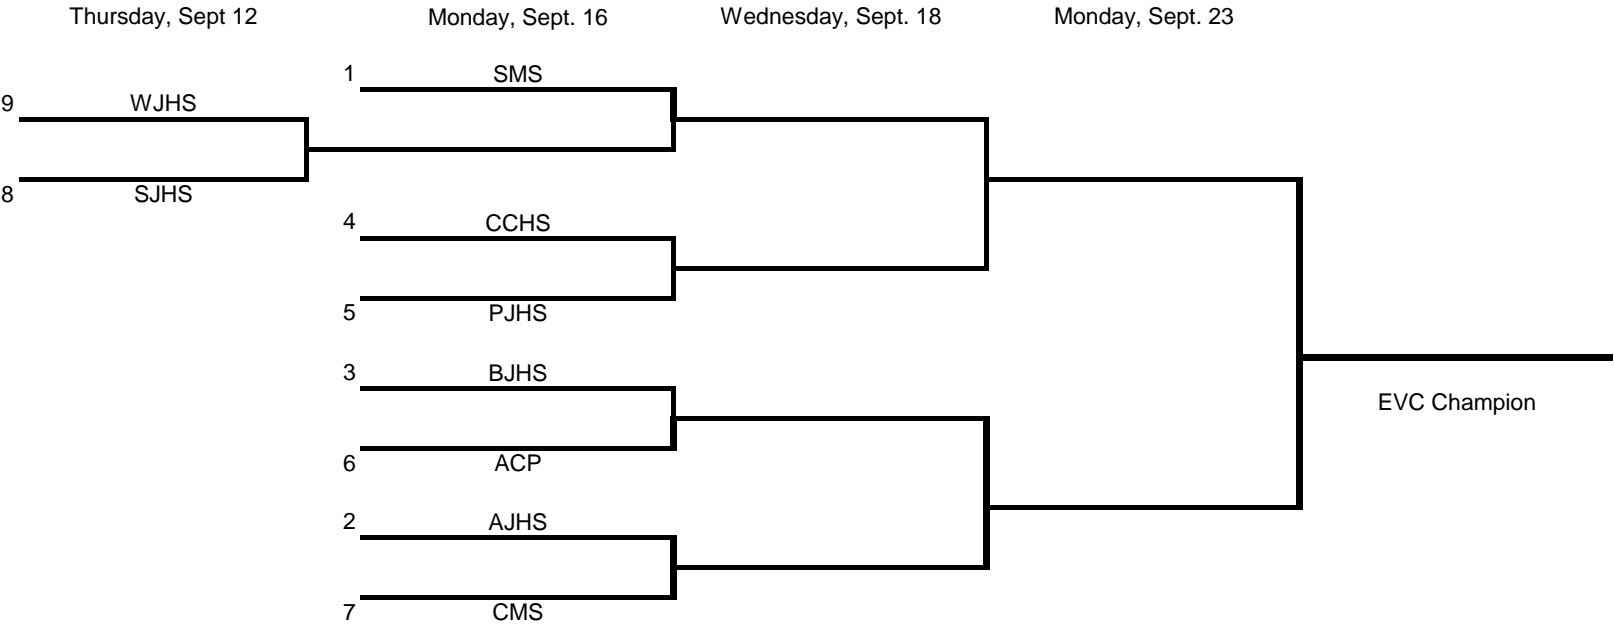 Thursday, Sept 12
Monday, Sept. 16
Wednesday, Sept. 18
Monday, Sept. 23
1 SMS
9 WJHS
8 SJHS
4 CCHS
5 PJHS
3 BJHS
EVC Champion
6 ACP
2 AJHS
7 CMS